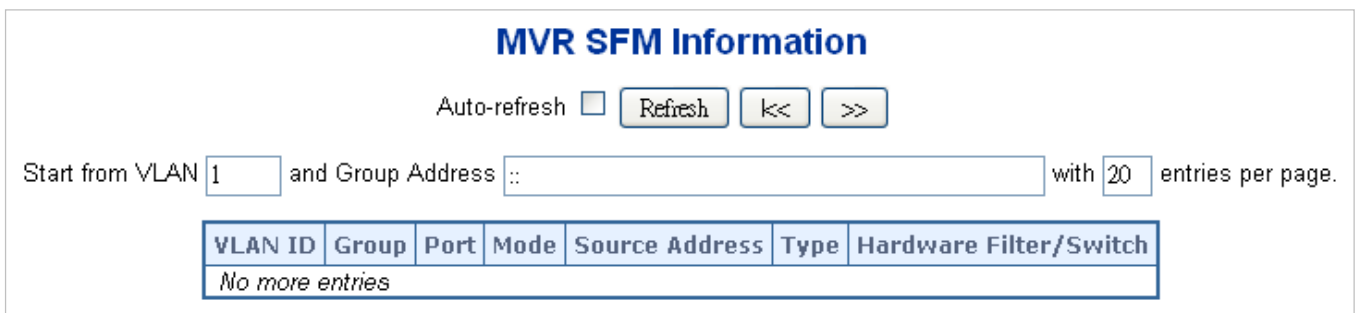 MVR SFM Information
Auto-refresh Refresh |<< >>
Start from VLAN 1 and Group Address :: with 20 entries per page.
VLAN ID Group Port Mode Source Address Type Hardware Filter/Switch
No more entries